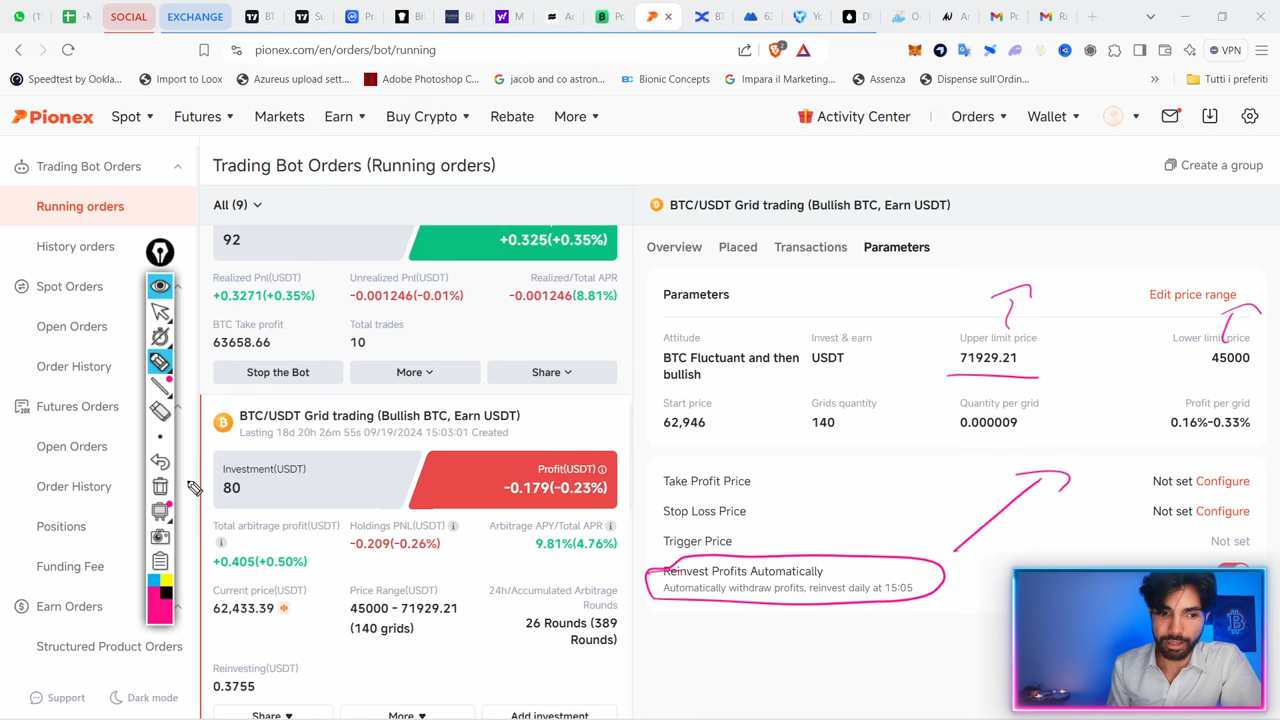 SOCIAL
EXCHANGE
pionex.com/en/orders/bot/running
VPN
Speedtest by Ookla...
Import to Loox
Azureus upload sett...
Adobe Photoshop C...
jacob and co astron...
Bionic Concepts
Impara il Marketing...
Assenza
Dispense sull'Ordin...
»
Tutti i preferiti
Pionex
Spot
Futures
Markets
Earn
Buy Crypto
Rebate
More
Activity Center
Orders
Wallet
Trading Bot Orders
Running orders
History orders
Spot Orders
Open Orders
Order History
Futures Orders
Open Orders
Order History
Positions
Funding Fee
Earn Orders
Structured Product Orders
Support
Dark mode
Trading Bot Orders (Running orders)
Create a group
All (9)
92
+0.325(+0.35%)
Realized Pnl(USDT)
Unrealized Pnl(USDT)
Realized/Total APR
+0.3271(+0.35%)
-0.001246(-0.01%)
-0.001246(8.81%)
BTC Take profit
Total trades
63658.66
10
Stop the Bot
More
Share
BTC/USDT Grid trading (Bullish BTC, Earn USDT)
Lasting 18d 20h 26m 55s 09/19/2024 15:03:01 Created
Investment(USDT)
Profit(USDT)
80
-0.179(-0.23%)
Total arbitrage profit(USDT)
Holdings PNL(USDT)
Arbitrage APY/Total APR
+0.405(+0.50%)
-0.209(-0.26%)
9.81%(4.76%)
Current price(USDT)
Price Range(USDT)
24h/Accumulated Arbitrage
Rounds
62,433.39
45000 - 71929.21
(140 grids)
26 Rounds (389
Rounds)
Reinvesting(USDT)
0.3755
Share
More
Add investment
BTC/USDT Grid trading (Bullish BTC, Earn USDT)
Overview
Placed
Transactions
Parameters
Parameters
Edit price range
Attitude
Invest & earn
Upper limit price
Lower limit price
BTC Fluctuant and then
bullish
USDT
71929.21
45000
Start price
Grids quantity
Quantity per grid
Profit per grid
62,946
140
0.000009
0.16%-0.33%
Take Profit Price
Not set Configure
Stop Loss Price
Not set Configure
Trigger Price
Not set
Reinvest Profits Automatically
Automatically withdraw profits, reinvest daily at 15:05